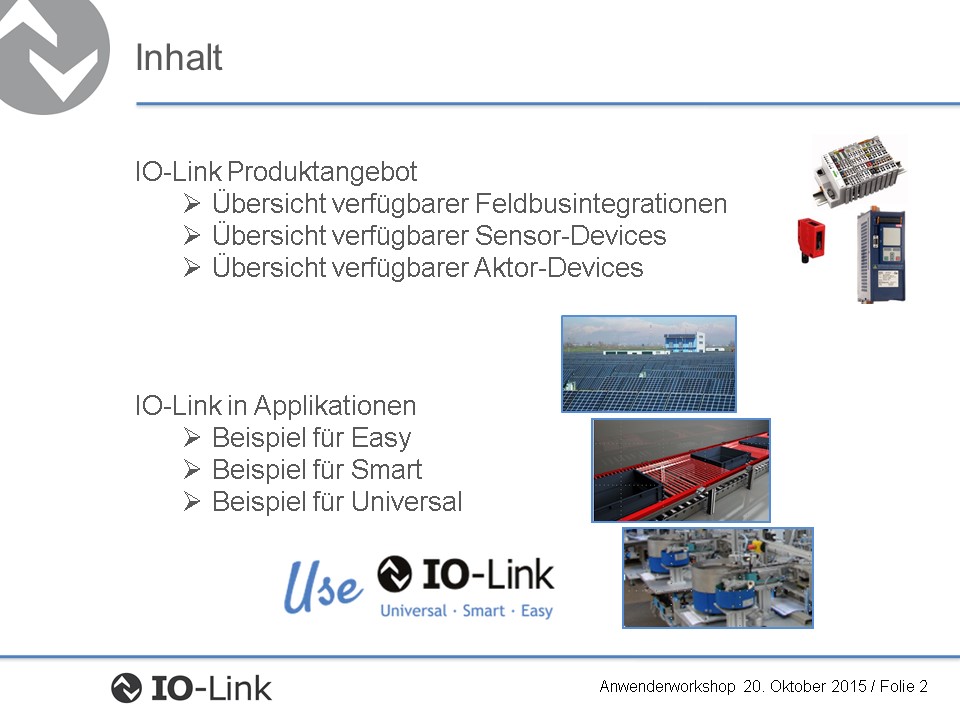 Inhalt
IO-Link Produktangebot
Übersicht verfügbarer Feldbusintegrationen
Übersicht verfügbarer Sensor-Devices
Übersicht verfügbarer Aktor-Devices
IO-Link in Applikationen
Beispiel für Easy
Beispiel für Smart
Beispiel für Universal
Use IO-Link
Universal · Smart · Easy
IO-Link
Anwenderworkshop 20. Oktober 2015 / Folie 2